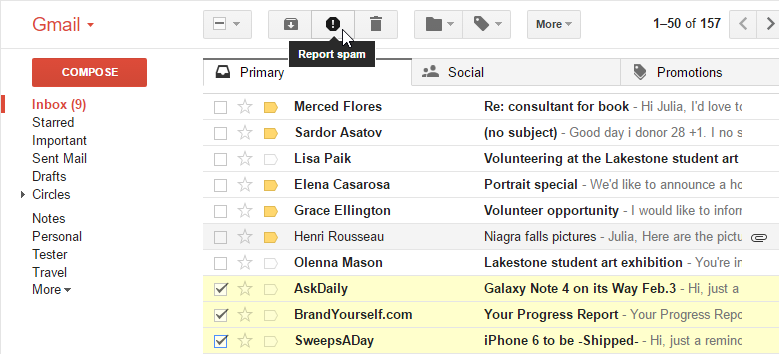 Gmail More 1–50 of 157
Report spam
COMPOSE
Primary Social Promotions
Inbox (9)
Starred
Important
Sent Mail
Drafts
Circles
Notes
Personal
Tester
Travel
More
Merced Flores Re: consultant for book - Hi Julia, I'd love to
Sardor Asatov (no subject) - Good day i donor 28 +1. I no s
Lisa Paik Volunteering at the Lakestone student art
Elena Casarosa Portrait special - We'd like to announce a ho
Grace Ellington Volunteer opportunity - I would like to inforr
Henri Rousseau Niagra falls pictures - Julia, Here are the pictu
Olenna Mason Lakestone student art exhibition - You're in
AskDaily Galaxy Note 4 on its Way Feb.3 - Hi, just a
BrandYourself.com Your Progress Report - Your Progress Repo
SweepsADay iPhone 6 to be -Shipped- - Hi, just a remind